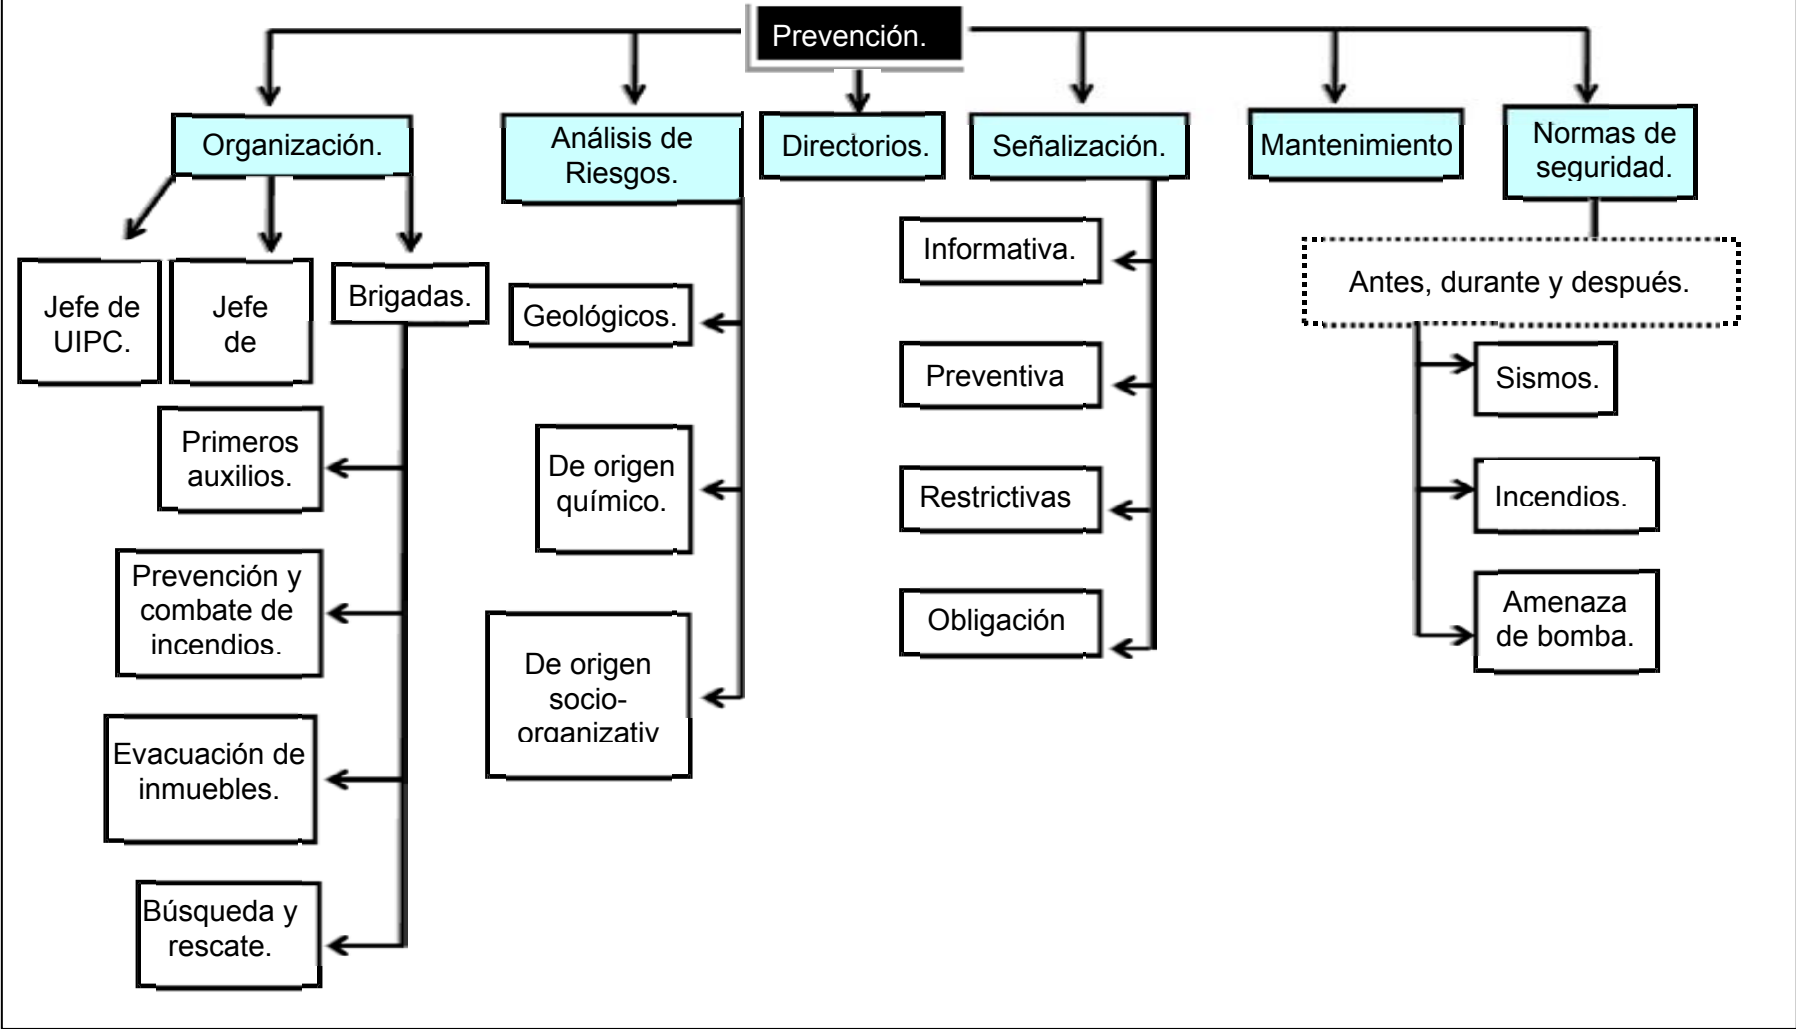 Prevención.
Organización.
Análisis de
Riesgos.
Directorios.
Señalización.
Mantenimiento
Normas de
seguridad.
Jefe de
UIPC.
Jefe
de
Brigadas.
Primeros
auxilios.
Prevención y
combate de
incendios.
Evacuación de
inmuebles.
Búsqueda y
rescate.
Geológicos.
De origen
químico.
De origen
socio-
organizativ
Informativa.
Preventiva
Restrictivas
Obligación
Antes, durante y después.
Sismos.
Incendios.
Amenaza
de bomba.